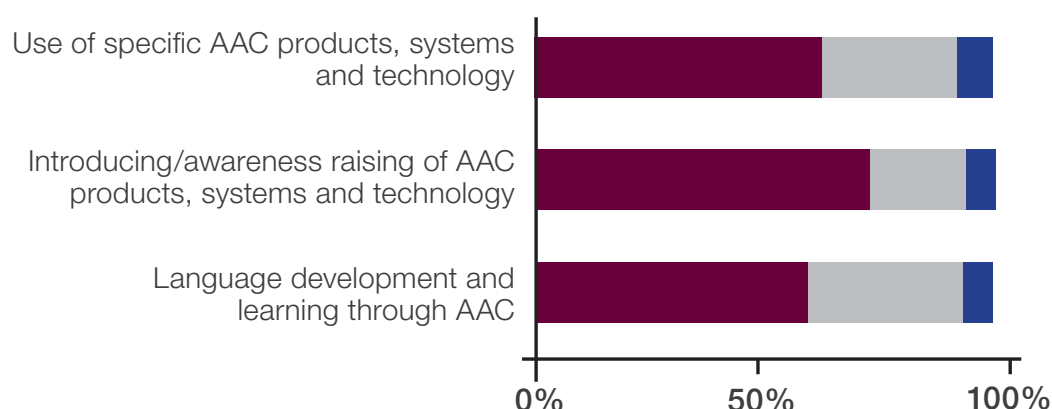 Use of specific AAC products, systems
and technology
Introducing/awareness raising of AAC
products, systems and technology
Language development and
learning through AAC
0%
50%
100%